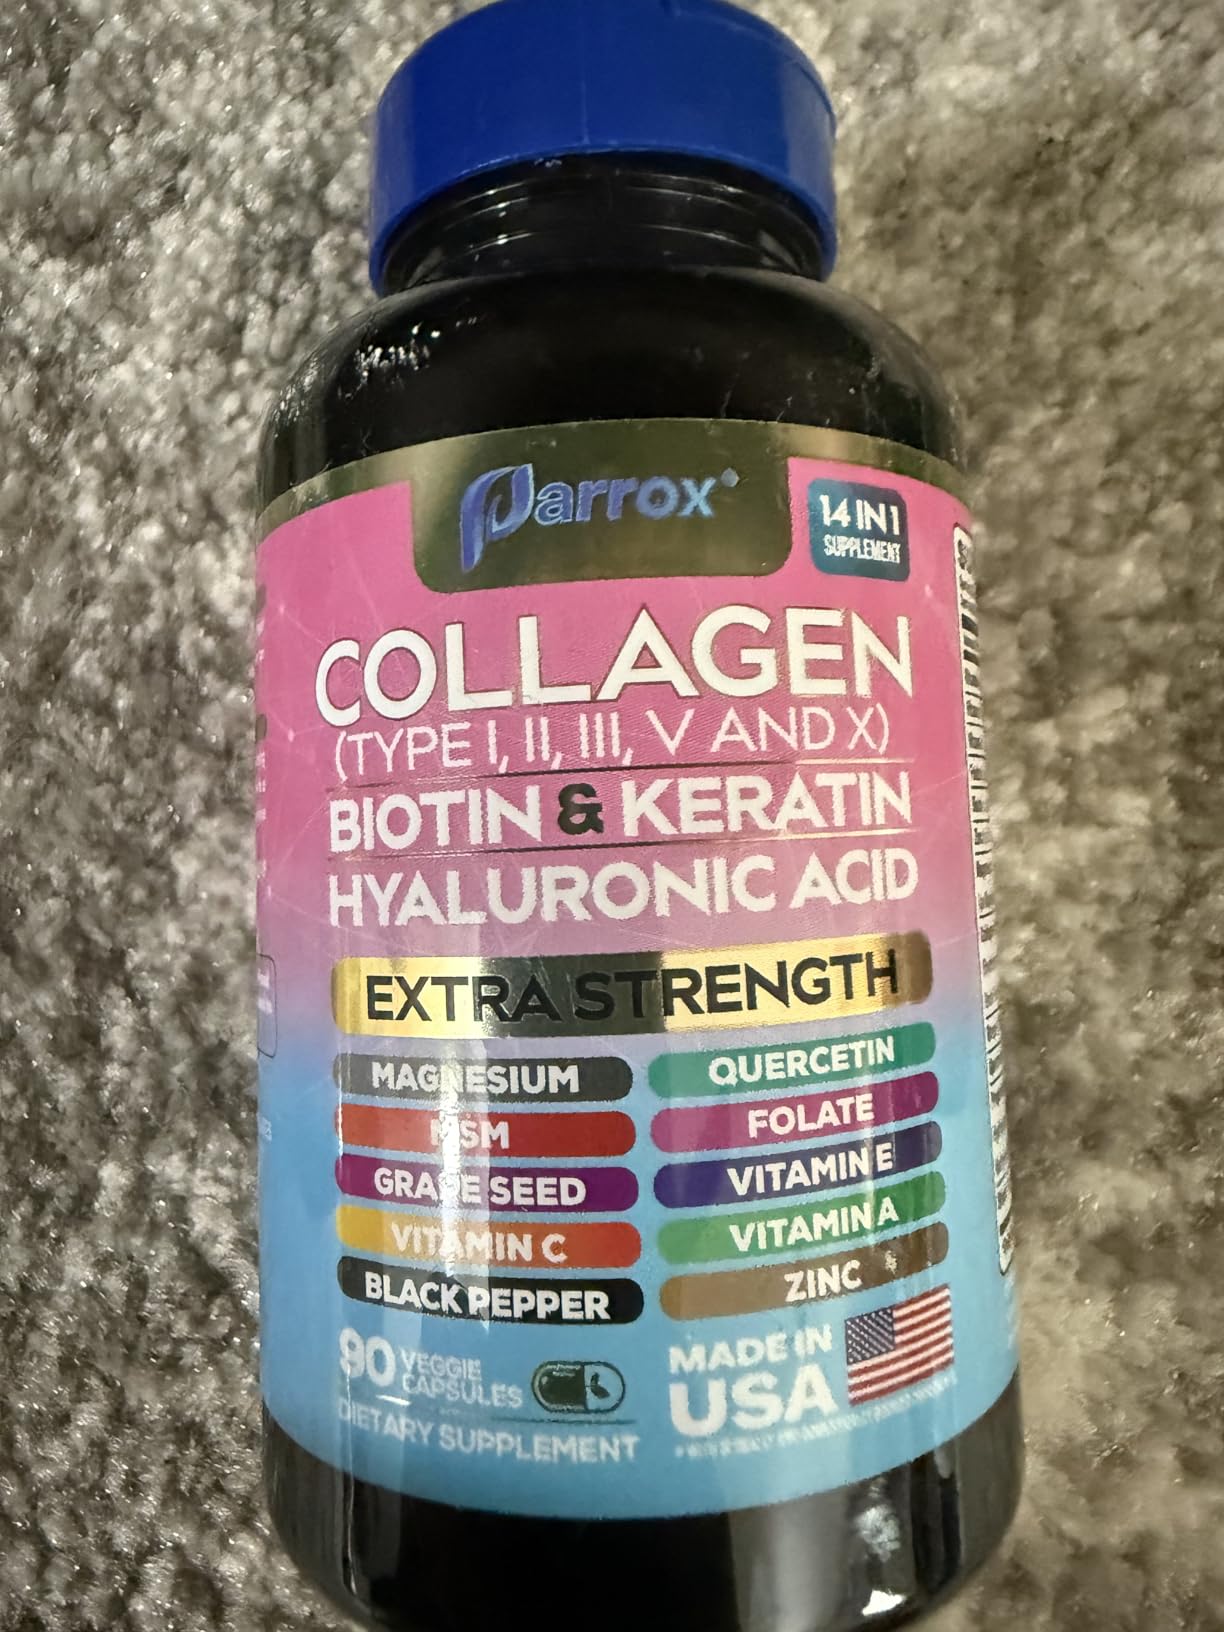 Parrox
14 IN 1
SUPPLEMENT
COLLAGEN
(TYPE I, II, III, V AND X)
BIOTIN & KERATIN
HYALURONIC ACID
EXTRA STRENGTH
MAGNESIUM
QUERCETIN
MSM
FOLATE
GRAPE SEED
VITAMIN E
VITAMIN C
VITAMIN A
BLACK PEPPER
ZINC
90 VEGGIE
CAPSULES
DIETARY SUPPLEMENT
MADE IN
USA